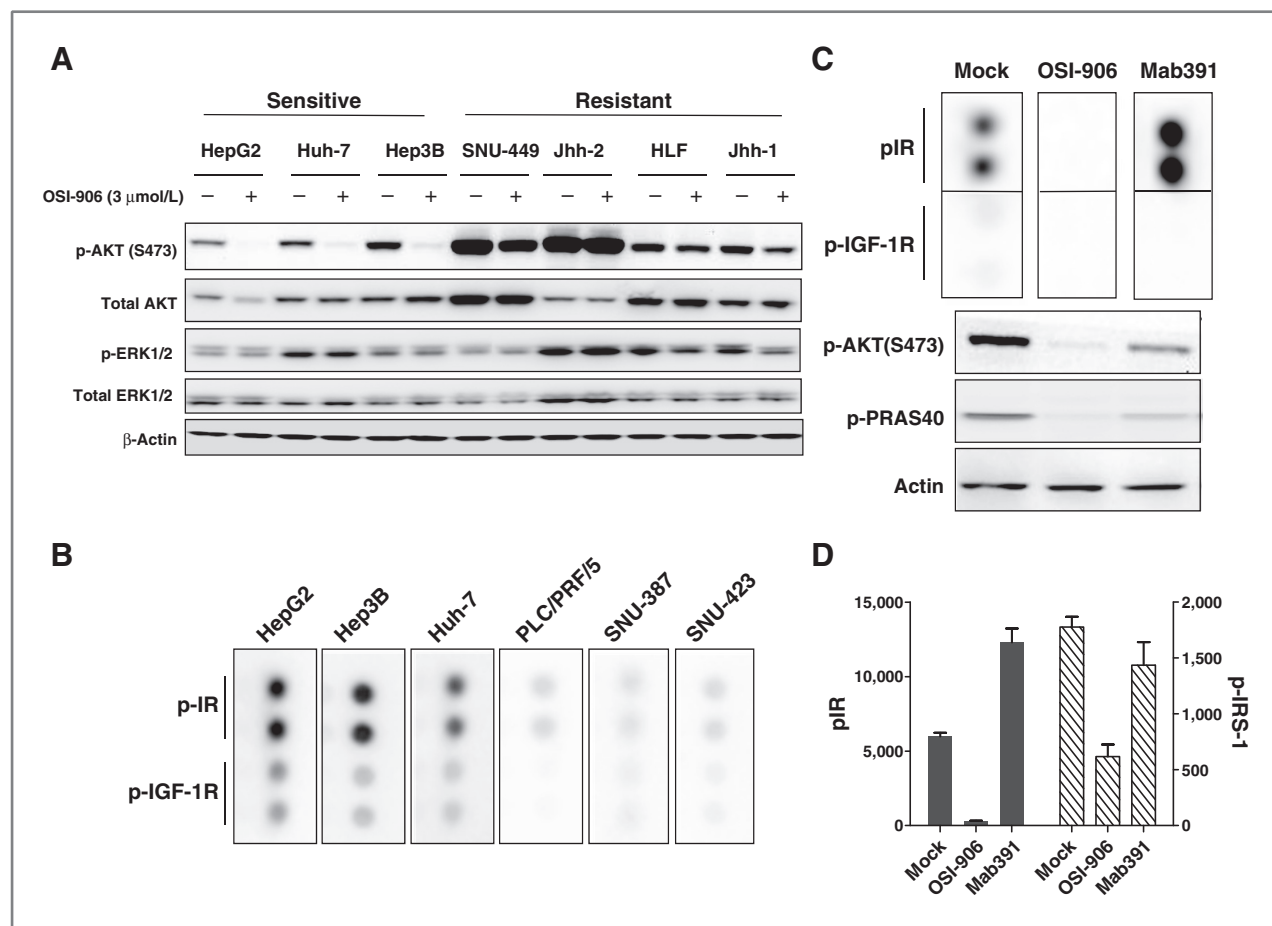 A
Sensitive Resistant
HepG2 Huh-7 Hep3B SNU-449 Jhh-2 HLF Jhh-1
OSI-906 (3 μmol/L) – + – + – + – + – + – + – +
p-AKT (S473)
Total AKT
p-ERK1/2
Total ERK1/2
β-Actin
B
HepG2 Hep3B Huh-7 PLC/PRF/5 SNU-387 SNU-423
p-IR
p-IGF-1R
C
Mock OSI-906 Mab391
pIR
p-IGF-1R
p-AKT(S473)
p-PRAS40
Actin
D
15,000 2,000
10,000 1,500
5,000 1,000
0 500
0
pIR
p-IRS-1
Mock OSI-906 Mab391 Mock OSI-906 Mab391